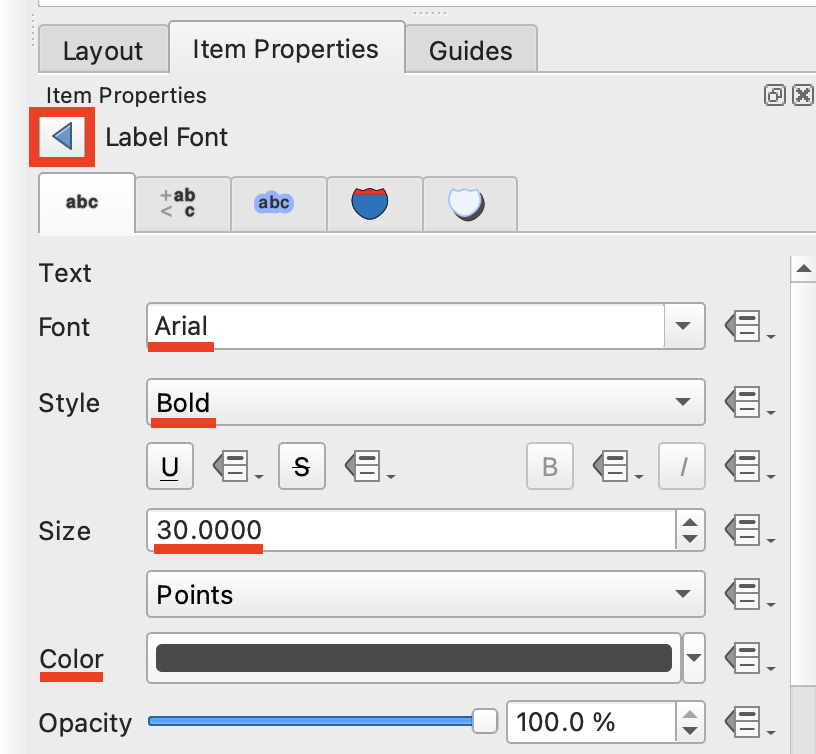 Layout Item Properties Guides
Item Properties
Label Font
abc +ab < c abc
Text
Font Arial
Style Bold
U S B I
Size 30.0000
Points
Color
Opacity 100.0 %